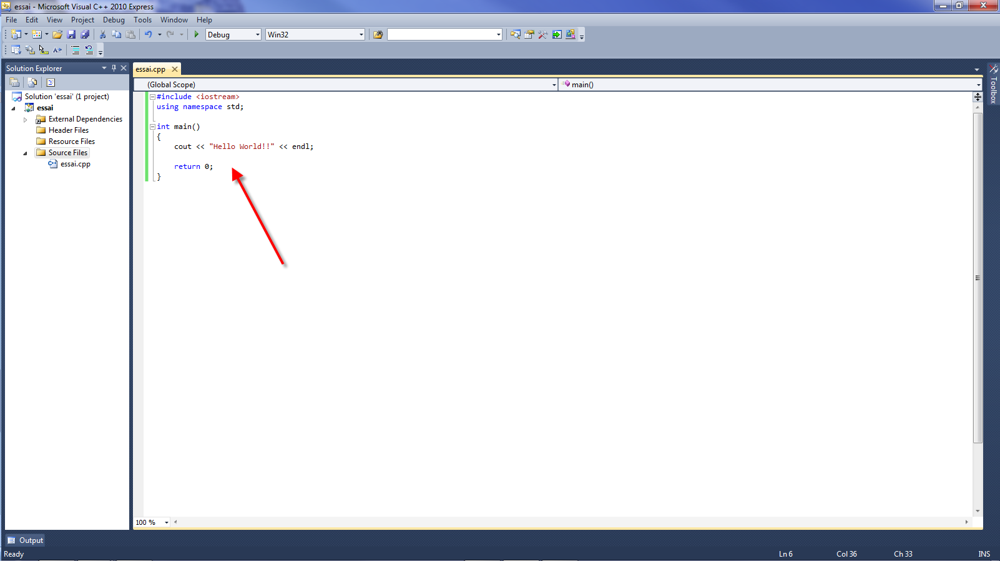 essai - Microsoft Visual C++ 2010 Express
File Edit View Project Debug Tools Window Help
Debug Win32
Solution Explorer
essai.cpp
(Global Scope) main()
Solution 'essai' (1 project)
essai
External Dependencies
Header Files
Resource Files
Source Files
essai.cpp
#include <iostream>
using namespace std;
int main()
{
cout << "Hello World!!" << endl;
return 0;
}
Toolbox
100 %
Output
Ready Ln 6 Col 36 Ch 33 INS